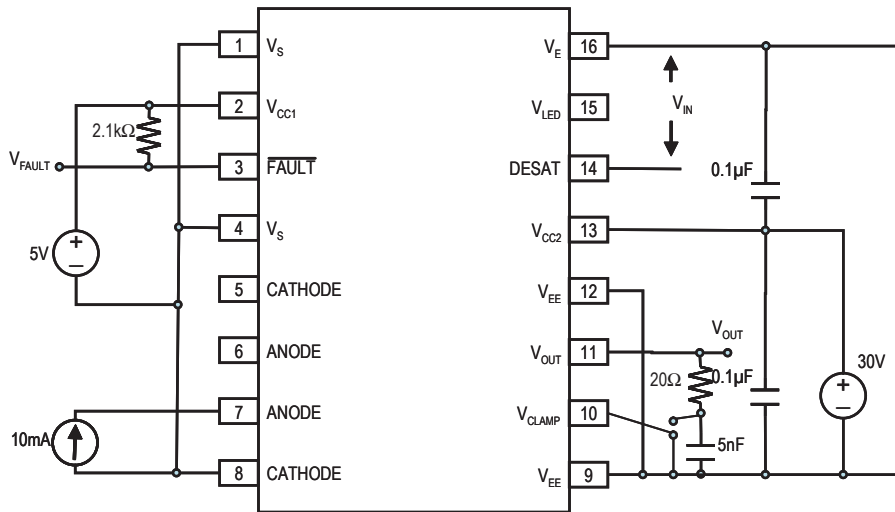 1 V_S
2 V_CC1
3 FAULT
4 V_S
5 CATHODE
6 ANODE
7 ANODE
8 CATHODE
V_E 16
V_LED 15
DESAT 14
V_CC2 13
V_EE 12
V_OUT 11
V_CLAMP 10
V_EE 9
2.1kΩ
V_FAULT
+
5V
–
10mA
V_IN
0.1µF
V_OUT
20Ω
0.1µF
5nF
+
30V
–